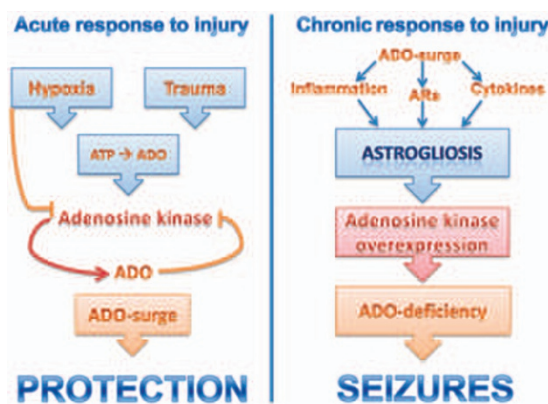 Acute response to injury
Hypoxia
Trauma
ATP → ADO
Adenosine kinase
ADO
ADO-surge
PROTECTION
Chronic response to injury
ADO-surge
Inflammation
ARs
Cytokines
ASTROGLIOSIS
Adenosine kinase
overexpression
ADO-deficiency
SEIZURES